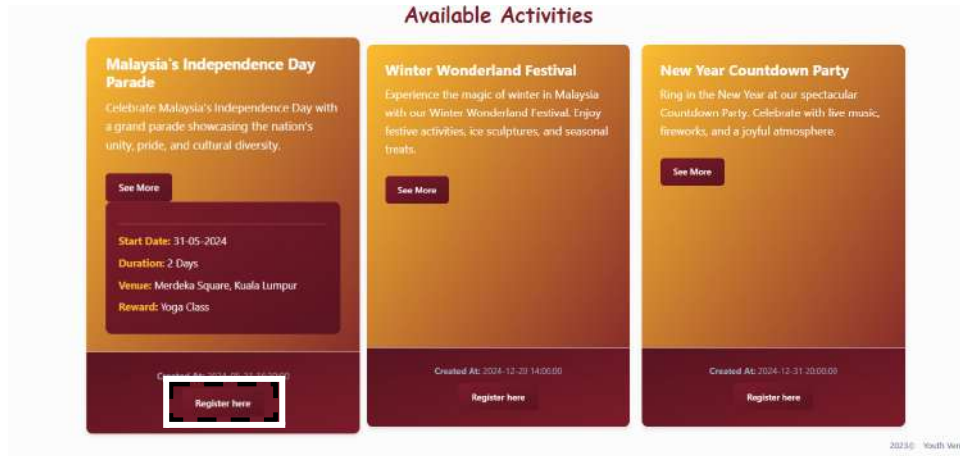 Available Activities
Malaysia's Independence Day
Parade
Celebrate Malaysia's Independence Day with
a grand parade showcasing the nation's
unity, pride, and cultural diversity.
See More
Start Date: 31-05-2024
Duration: 2 Days
Venue: Merdeka Square, Kuala Lumpur
Reward: Yoga Class
Created At:
Register here
Winter Wonderland Festival
Experience the magic of winter in Malaysia
with our Winter Wonderland Festival. Enjoy
festive activities, ice sculptures, and seasonal
treats.
See More
Created At: 2024-12-20 14:00:00
Register here
New Year Countdown Party
Ring in the New Year at our spectacular
Countdown Party. Celebrate with live music,
fireworks, and a joyful atmosphere.
See More
Created At: 2024-12-31 20:00:00
Register here
2023© Youth Ven